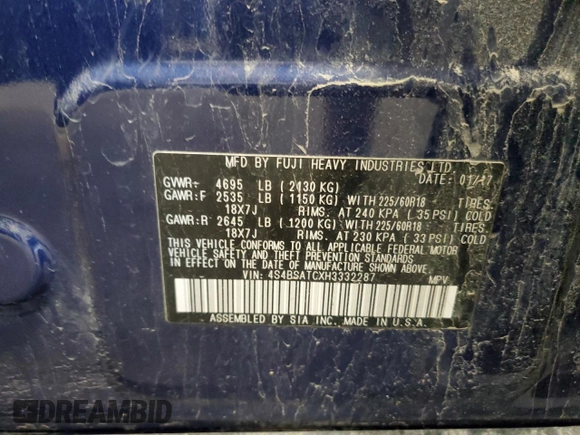 MFD. BY FUJI HEAVY INDUSTRIES LTD.
GVWR- 4695 LB ( 2130 KG) DATE: 01/17
GAWR:F 2535 LB ( 1150 KG) WITH 225/60R18 TIRES
18X7J RIMS, AT 240 KPA ( 35 PSI) COLD
GAWR:R 2645 LB ( 1200 KG) WITH 225/60R18 TIRES
18X7J RIMS, AT 230 KPA ( 33 PSI) COLD
THIS VEHICLE CONFORMS TO ALL APPLICABLE FEDERAL MOTOR
VEHICLE SAFETY AND THEFT PREVENTION STANDARDS IN
EFFECT ON THE DATE OF MANUFACTURE SHOWN ABOVE.
VIN: 4S4BSATCXH3332287 MPV
ASSEMBLED BY SIA INC. MADE IN U.S.A.
DREAMBID